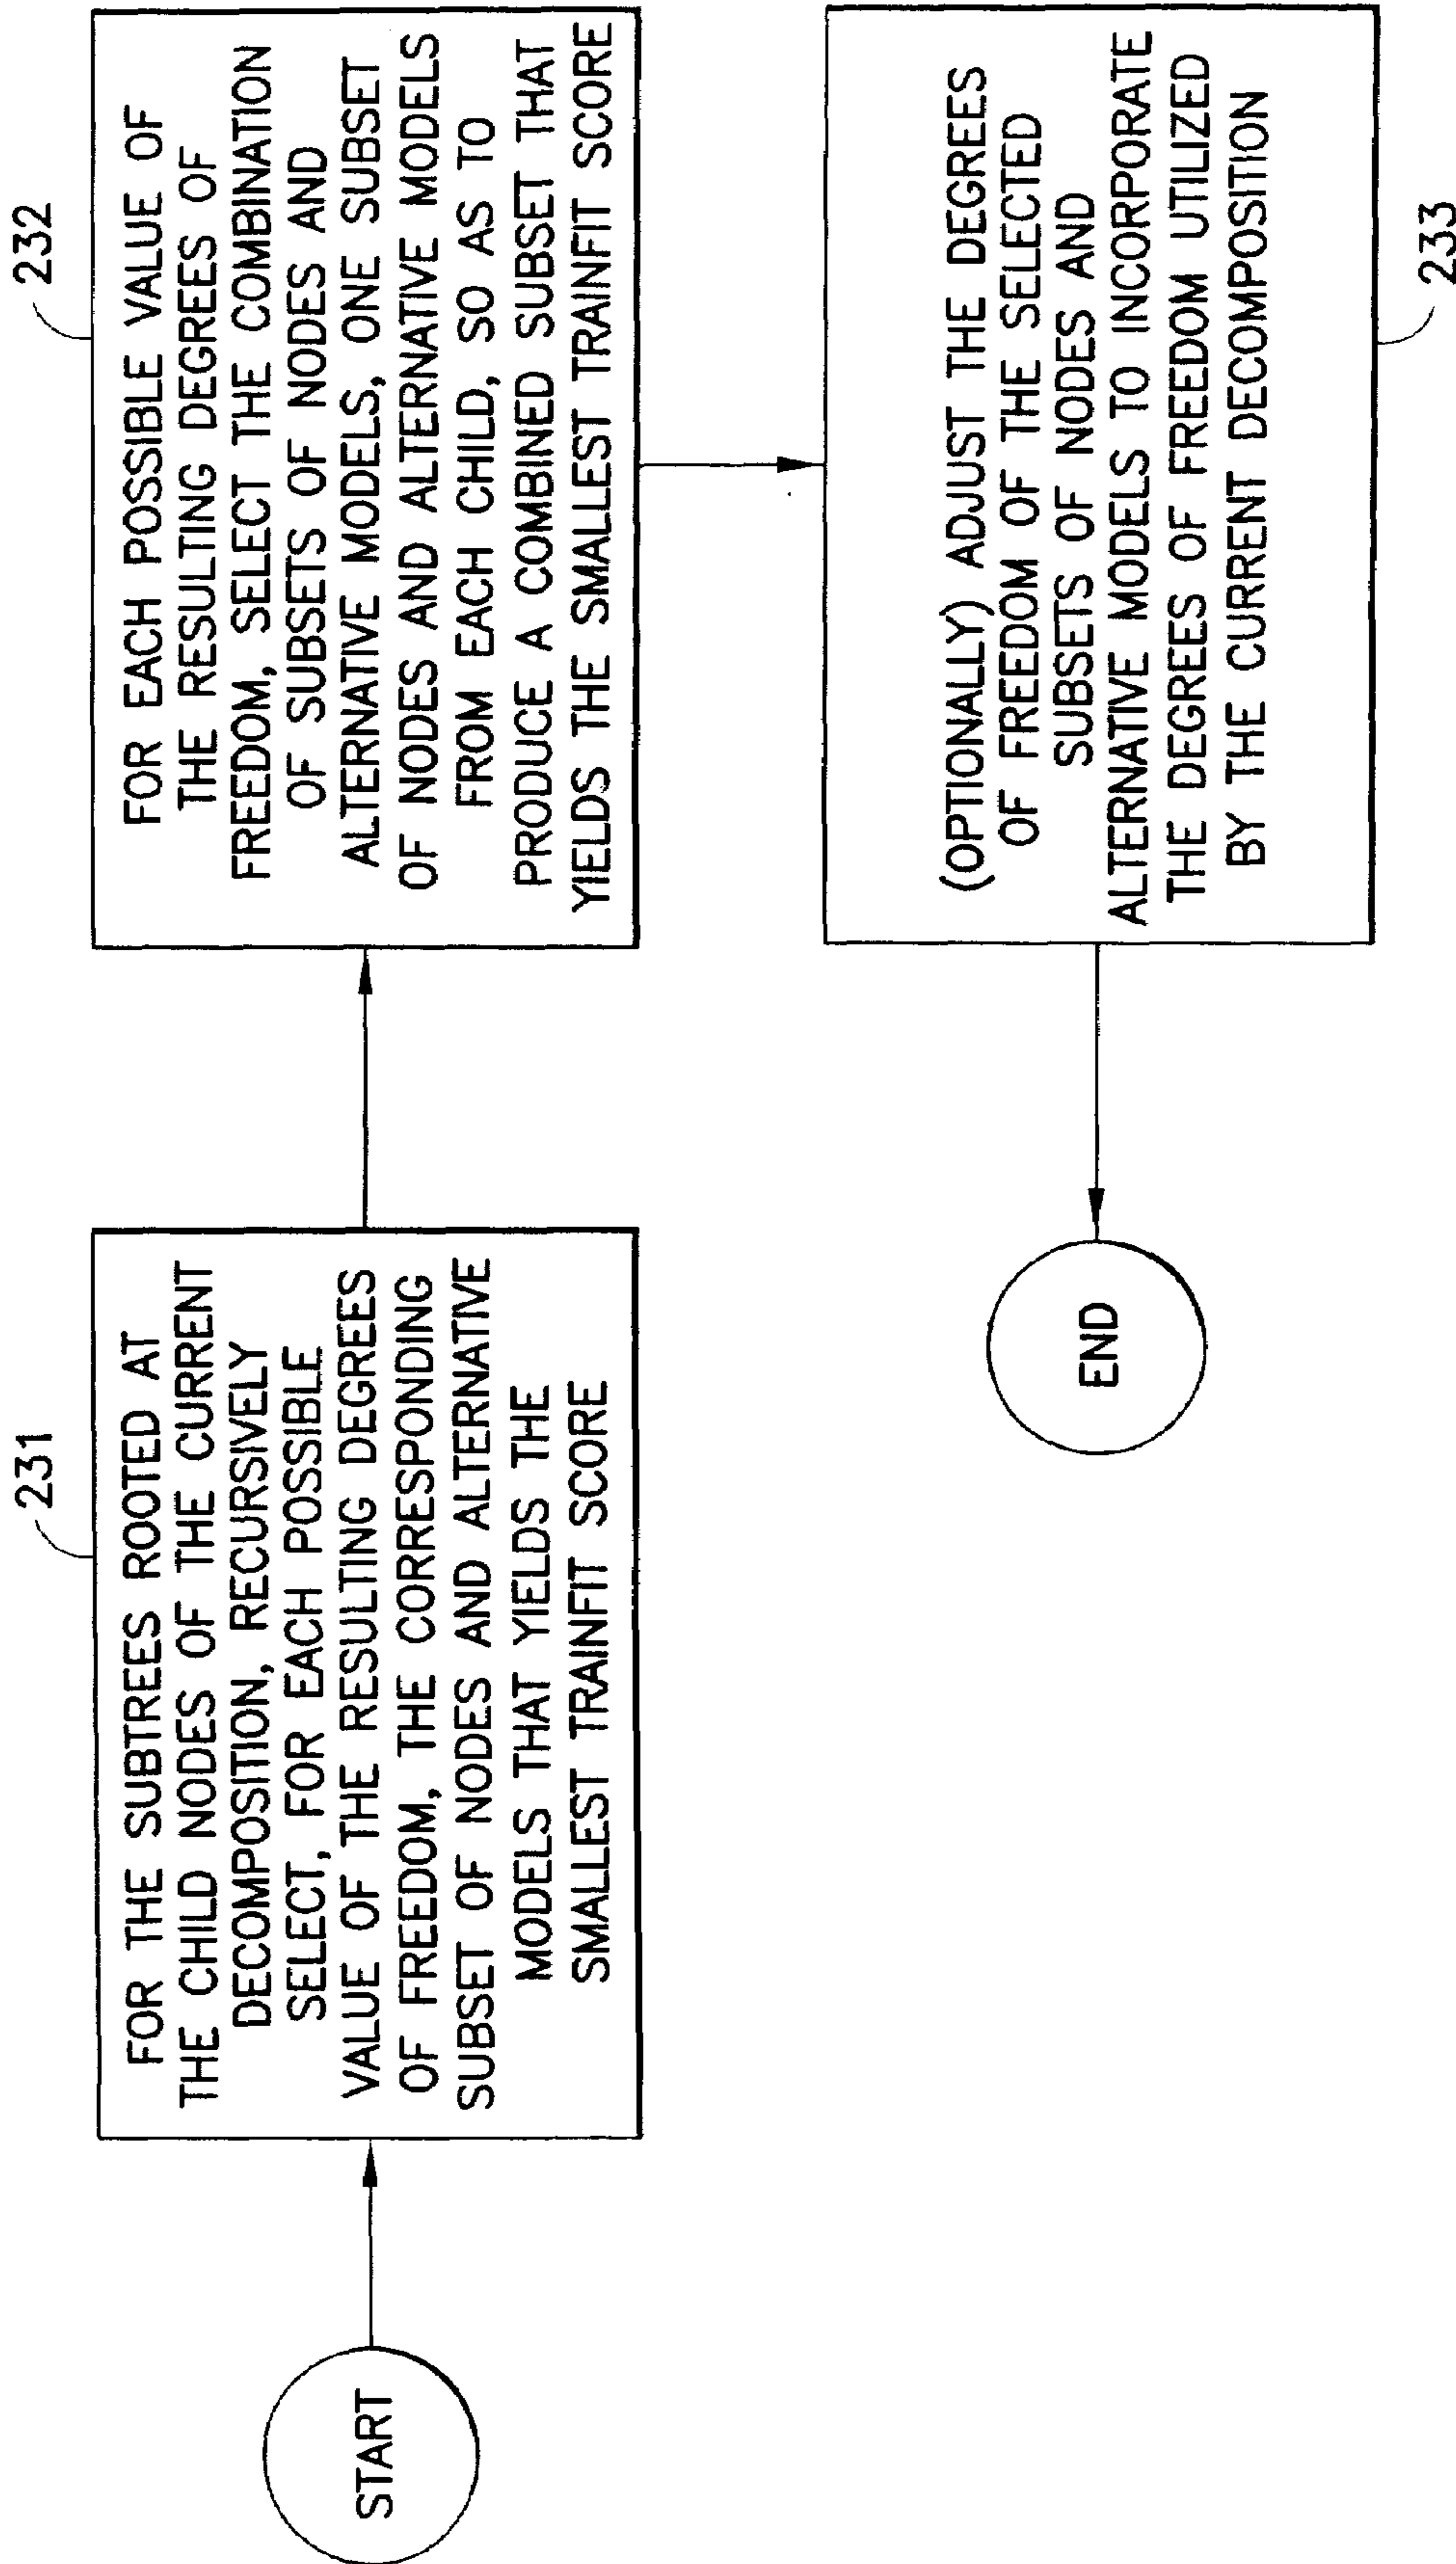 START
231
FOR THE SUBTREES ROOTED AT
THE CHILD NODES OF THE CURRENT
DECOMPOSITION, RECURSIVELY
SELECT, FOR EACH POSSIBLE
VALUE OF THE RESULTING DEGREES
OF FREEDOM, THE CORRESPONDING
SUBSET OF NODES AND ALTERNATIVE
MODELS THAT YIELDS THE
SMALLEST TRAINFIT SCORE
232
FOR EACH POSSIBLE VALUE OF
THE RESULTING DEGREES OF
FREEDOM, SELECT THE COMBINATION
OF SUBSETS OF NODES AND
ALTERNATIVE MODELS, ONE SUBSET
OF NODES AND ALTERNATIVE MODELS
FROM EACH CHILD, SO AS TO
PRODUCE A COMBINED SUBSET THAT
YIELDS THE SMALLEST TRAINFIT SCORE
(OPTIONALLY) ADJUST THE DEGREES
OF FREEDOM OF THE SELECTED
SUBSETS OF NODES AND
ALTERNATIVE MODELS TO INCORPORATE
THE DEGREES OF FREEDOM UTILIZED
BY THE CURRENT DECOMPOSITION
233
END